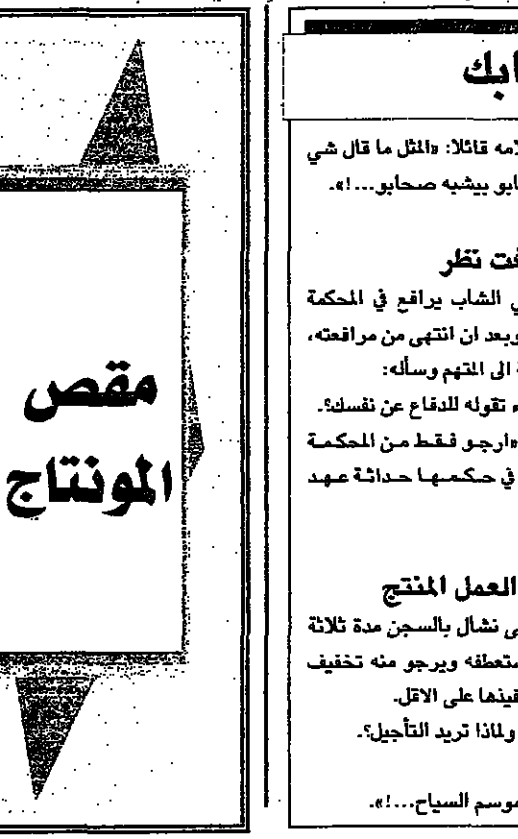 ابك
لامه قائلا: «المثل ما قال شي
ابو بيشبه صحابو...!».
فت نظر
ي الشاب يرافع في المحكمة
وبعد ان انتهى من مرافعته،
ة الى المتهم وسأله:
ء تقوله للدفاع عن نفسك؟.
«ارجو فقط من المحكمة
في حكمها حداثة عهد
العمل المنتج
ى نشال بالسجن مدة ثلاثة
ستعطفه ويرجو منه تخفيف
فيذها على الاقل.
ولماذا تريد التأجيل؟.
موسم السياح...!».
مقص
المونتاج